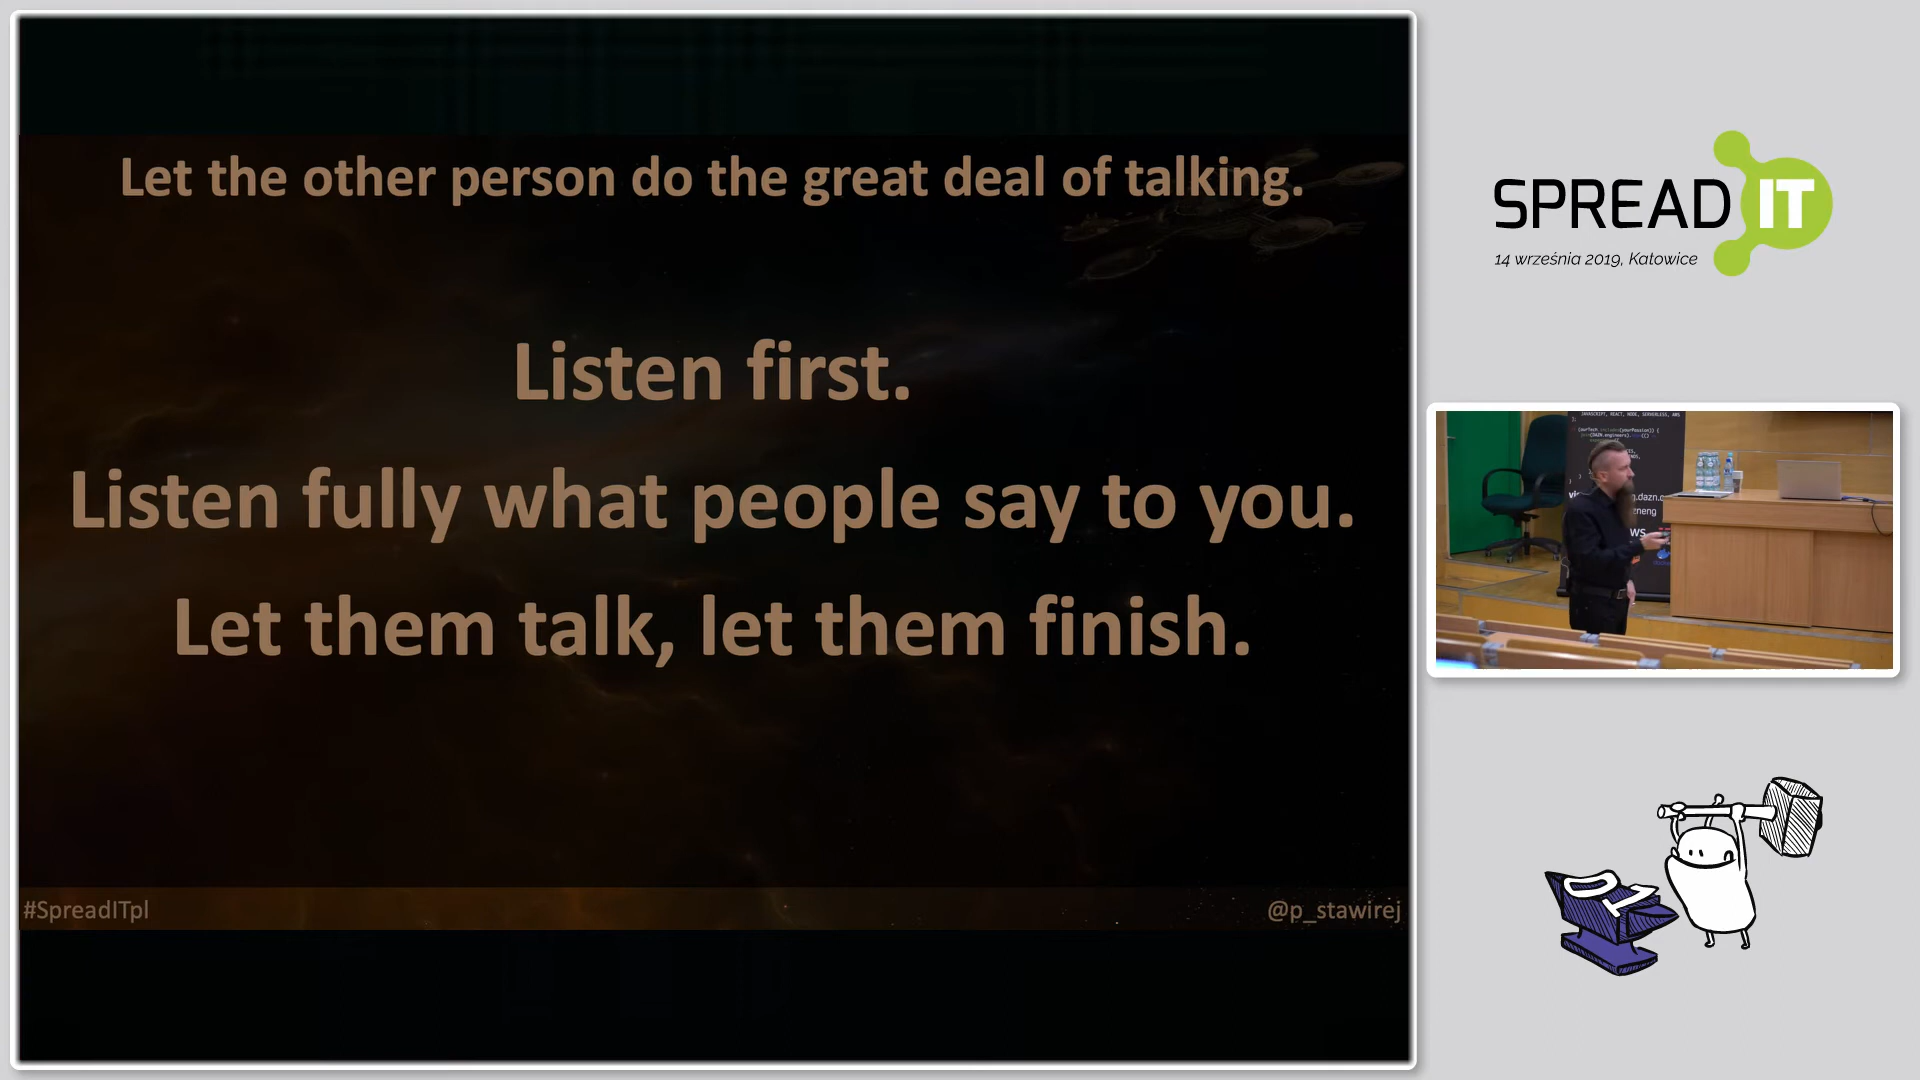 Let the other person do the great deal of talking.
Listen first.
Listen fully what people say to you.
Let them talk, let them finish.
#SpreadITpl
@p_stawirej
SPREAD IT
14 września 2019, Katowice